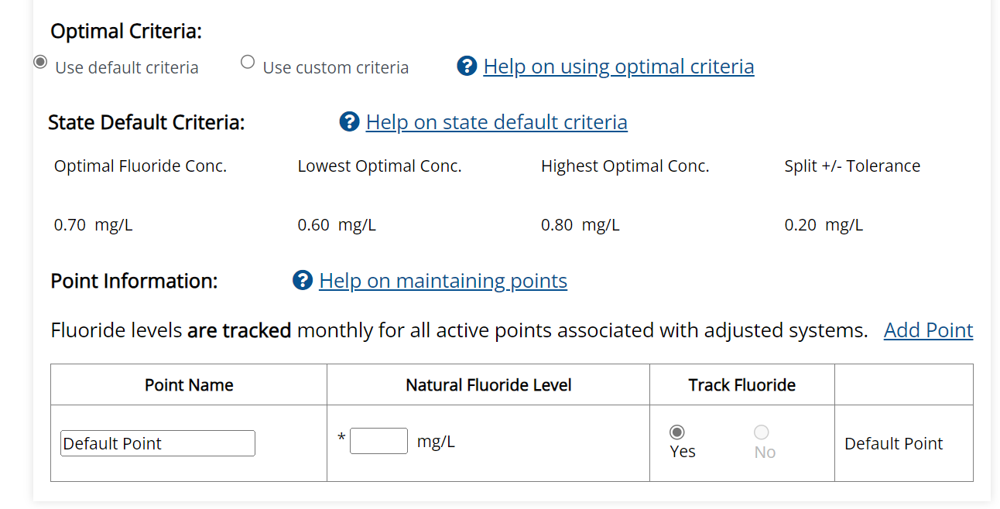 Optimal Criteria:
Use default criteria Use custom criteria ? Help on using optimal criteria
State Default Criteria: ? Help on state default criteria
Optimal Fluoride Conc. Lowest Optimal Conc. Highest Optimal Conc. Split +/- Tolerance
0.70 mg/L 0.60 mg/L 0.80 mg/L 0.20 mg/L
Point Information: ? Help on maintaining points
Fluoride levels are tracked monthly for all active points associated with adjusted systems. Add Point
Point Name Natural Fluoride Level Track Fluoride
Default Point * mg/L Yes No Default Point